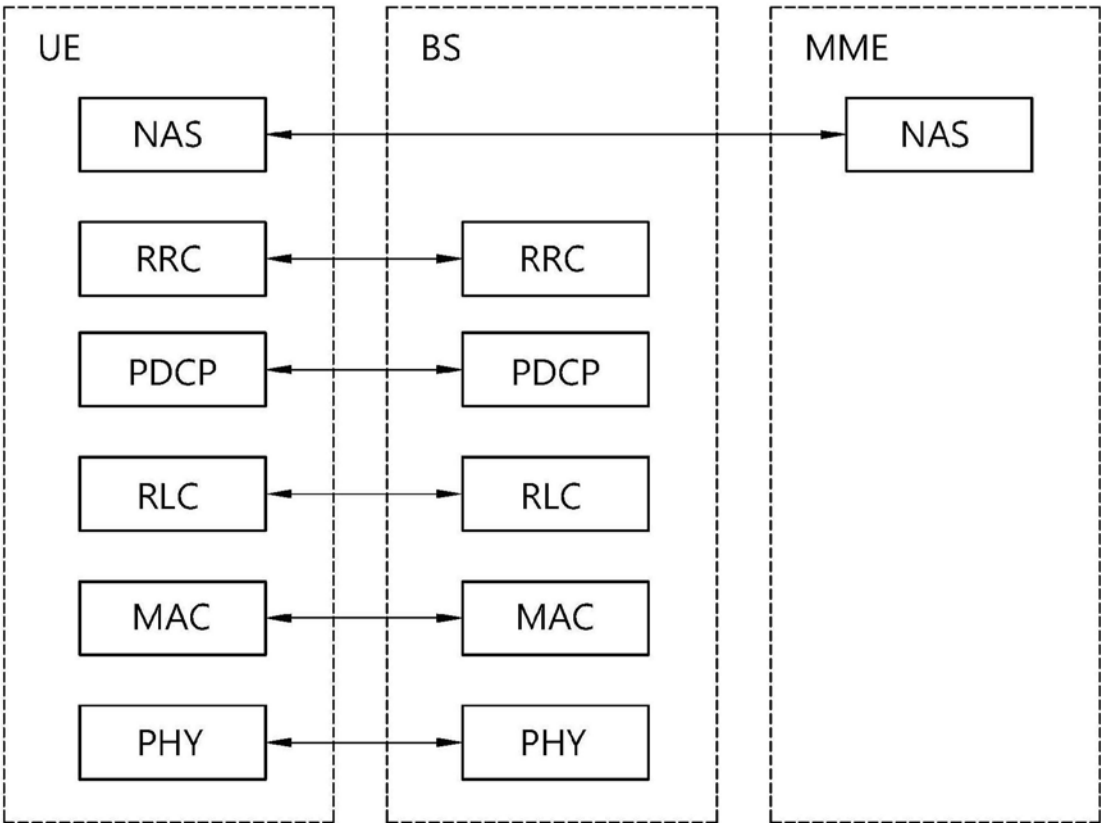 UE BS MME
NAS NAS
RRC RRC
PDCP PDCP
RLC RLC
MAC MAC
PHY PHY